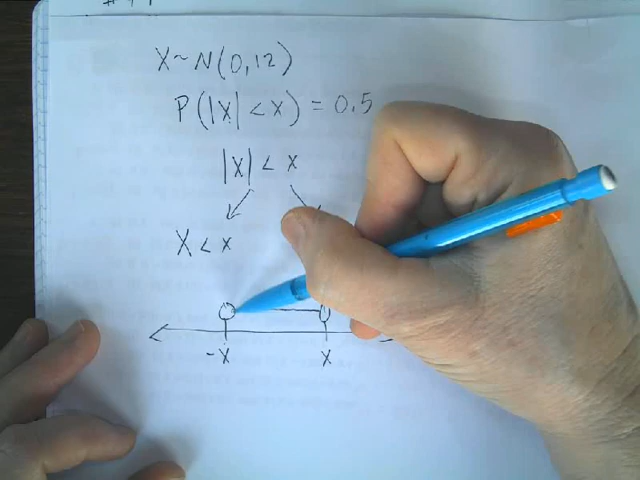 X~N(0,12)
P(|X| < x) = 0.5
|X| < x
X < x
-x x